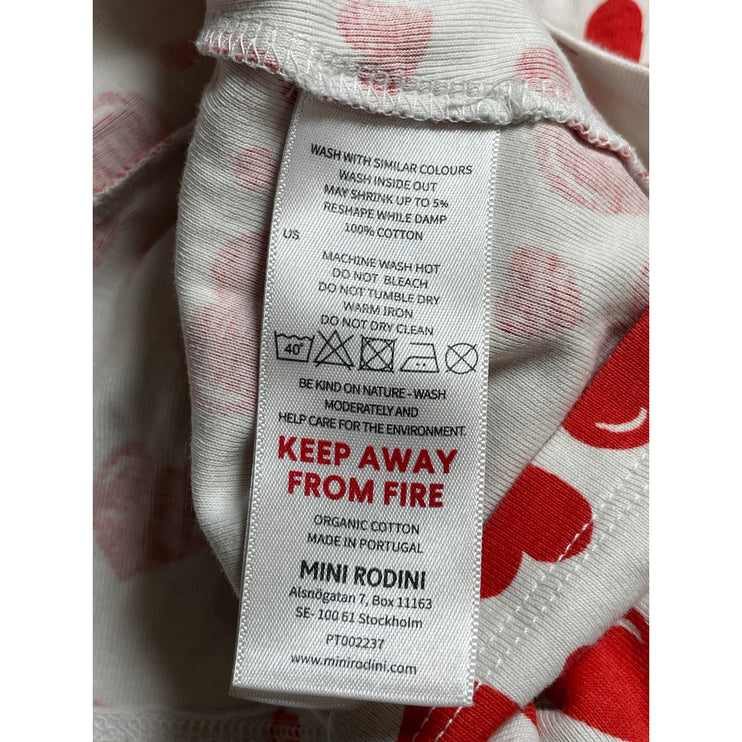 WASH WITH SIMILAR COLOURS
WASH INSIDE OUT
MAY SHRINK UP TO 5%
RESHAPE WHILE DAMP
100% COTTON
US
MACHINE WASH HOT
DO NOT BLEACH
DO NOT TUMBLE DRY
WARM IRON
DO NOT DRY CLEAN
40°
BE KIND ON NATURE - WASH
MODERATELY AND
HELP CARE FOR THE ENVIRONMENT.
KEEP AWAY
FROM FIRE
ORGANIC COTTON
MADE IN PORTUGAL
MINI RODINI
Alsnögatan 7, Box 11163
SE- 100 61 Stockholm
PT002237
www.minirodini.com